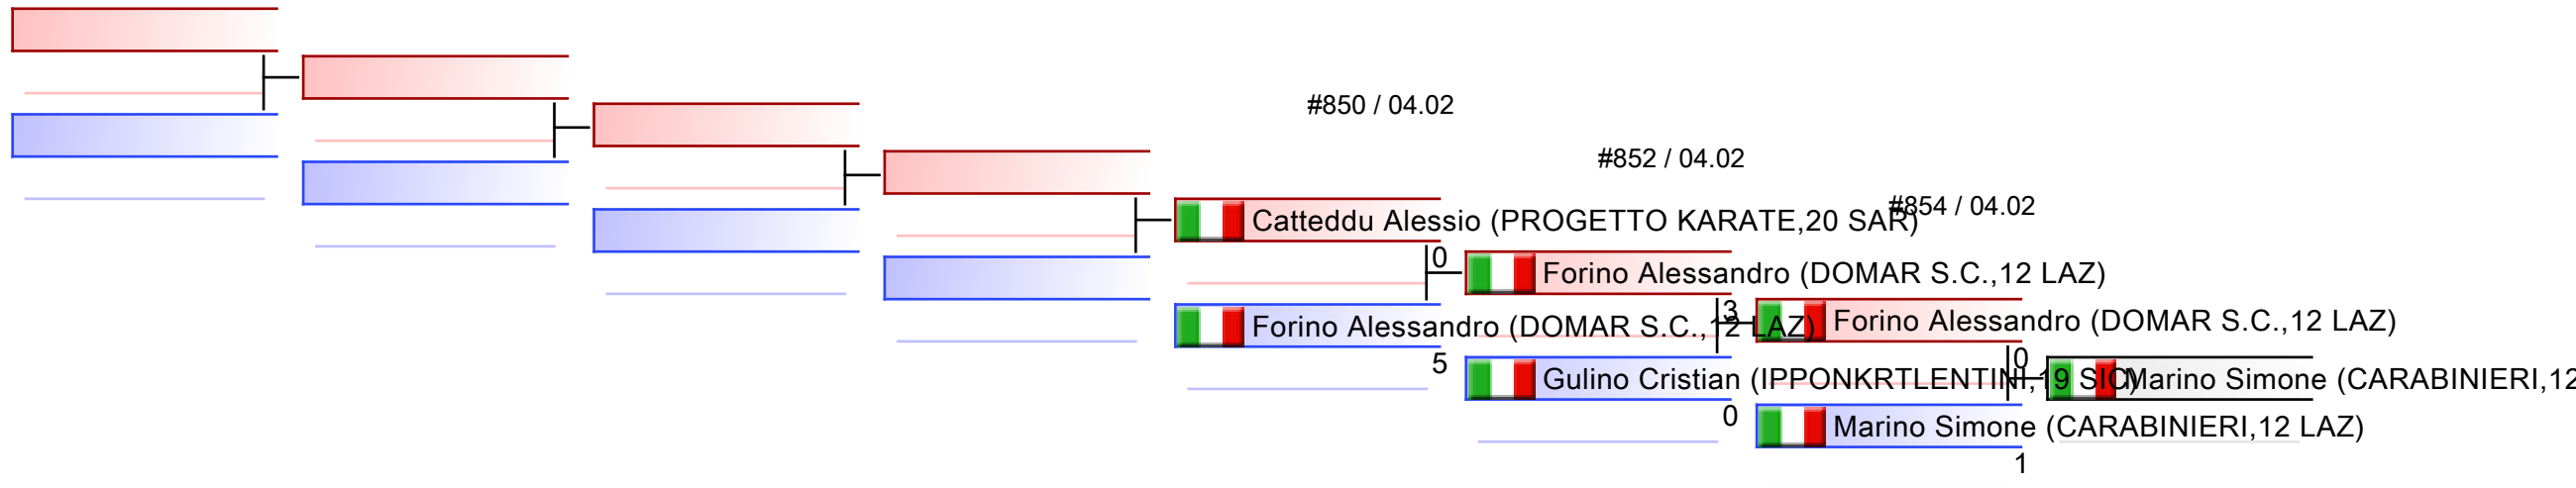 #850 / 04.02
#852 / 04.02
#854 / 04.02
Catteddu Alessio (PROGETTO KARATE,20 SAR)
0
Forino Alessandro (DOMAR S.C.,12 LAZ)
3
Forino Alessandro (DOMAR S.C.,12 LAZ)
Forino Alessandro (DOMAR S.C.,12 LAZ)
0
5
Gulino Cristian (IPPONKRTLENTINI,19 SIC)
Marino Simone (CARABINIERI,12
0
Marino Simone (CARABINIERI,12 LAZ)
1